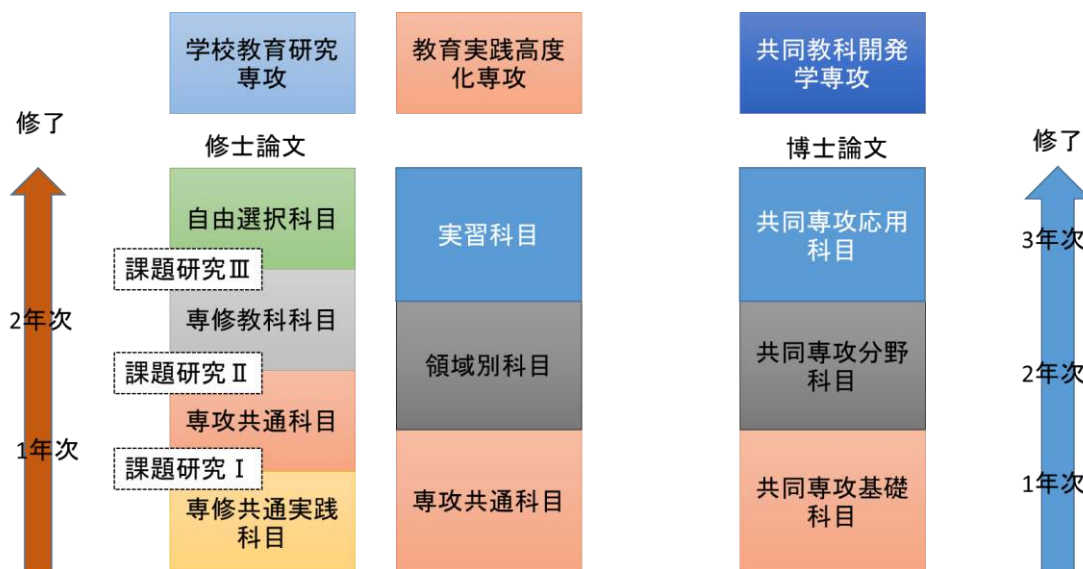 学校教育研究
専攻
教育実践高度
化専攻
共同教科開発
学専攻
修了
修士論文
博士論文
修了
自由選択科目
実習科目
共同専攻応用
科目
3年次
課題研究Ⅲ
専修教科科目
2年次
課題研究Ⅱ
領域別科目
共同専攻分野
科目
2年次
専攻共通科目
1年次
課題研究Ⅰ
専修共通実践
科目
専攻共通科目
共同専攻基礎
科目
1年次